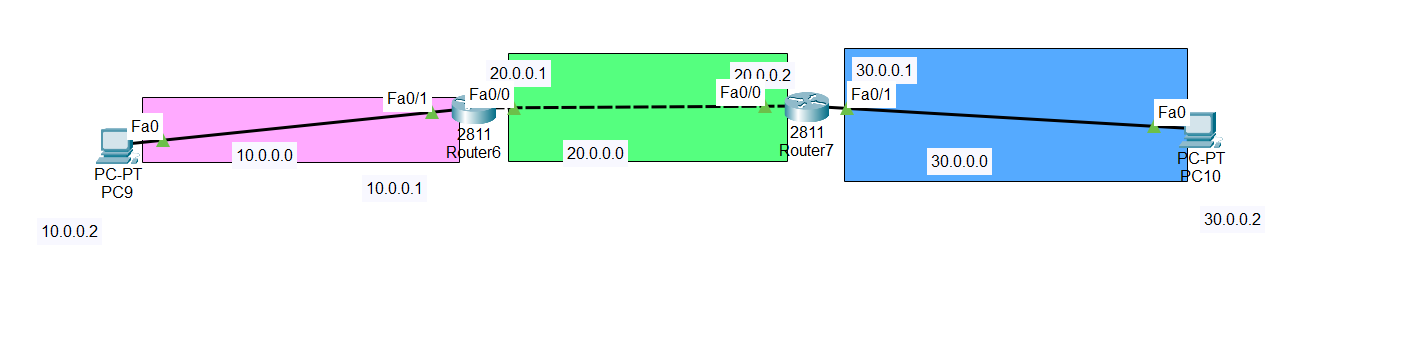 20.0.0.1
20.0.0.2
30.0.0.1
Fa0/1
Fa0/0
Fa0/0
Fa0/1
Fa0
Fa0
2811
Router6
2811
Router7
10.0.0.0
20.0.0.0
30.0.0.0
PC-PT
PC9
PC-PT
PC10
10.0.0.1
10.0.0.2
30.0.0.2